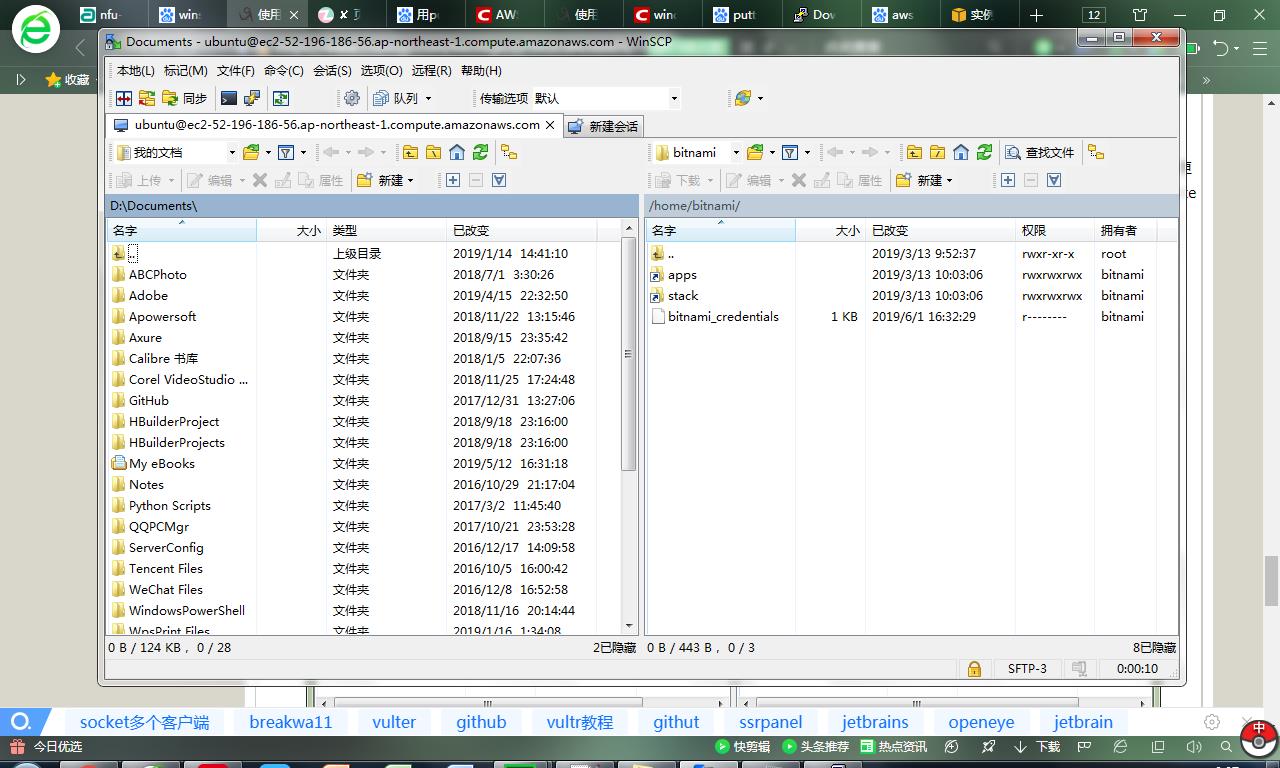 nfu-
wins
使用
用p
AW
使用
win
putt
Dov
aws
实例
12
收藏
Documents - ubuntu@ec2-52-196-186-56.ap-northeast-1.compute.amazonaws.com - WinSCP
本地(L) 标记(M) 文件(F) 命令(C) 会话(S) 选项(O) 远程(R) 帮助(H)
同步 队列 传输选项 默认
ubuntu@ec2-52-196-186-56.ap-northeast-1.compute.amazonaws.com 新建会话
我的文档
上传 编辑 属性 新建
D:\Documents\
名字 大小 类型 已改变
.. 上级目录 2019/1/14 14:41:10
ABCPhoto 文件夹 2018/7/1 3:30:26
Adobe 文件夹 2019/4/15 22:32:50
Apowersoft 文件夹 2018/11/22 13:15:46
Axure 文件夹 2018/9/15 23:35:42
Calibre 书库 文件夹 2018/1/5 22:07:36
Corel VideoStudio ... 文件夹 2018/11/25 17:24:48
GitHub 文件夹 2017/12/31 13:27:06
HBuilderProject 文件夹 2018/9/18 23:16:00
HBuilderProjects 文件夹 2018/9/18 23:16:00
My eBooks 文件夹 2019/5/12 16:31:18
Notes 文件夹 2016/10/29 21:17:04
Python Scripts 文件夹 2017/3/2 11:45:40
QQPCMgr 文件夹 2017/10/21 23:53:28
ServerConfig 文件夹 2016/12/17 14:09:58
Tencent Files 文件夹 2016/10/5 16:00:42
WeChat Files 文件夹 2016/12/8 16:52:58
WindowsPowerShell 文件夹 2018/11/16 20:14:44
WnsPrint Files 文件夹 2019/1/16 1:34:08
0 B / 124 KB， 0 / 28 2已隐藏
bitnami 查找文件
下载 编辑 属性 新建
/home/bitnami/
名字 大小 已改变 权限 拥有者
.. 2019/3/13 9:52:37 rwxr-xr-x root
apps 2019/3/13 10:03:06 rwxrwxrwx bitnami
stack 2019/3/13 10:03:06 rwxrwxrwx bitnami
bitnami_credentials 1 KB 2019/6/1 16:32:29 r-------- bitnami
0 B / 443 B， 0 / 3 8已隐藏
SFTP-3 0:00:10
socket多个客户端 breakwa11 vulter github vultr教程 githut ssrpanel jetbrains openeye jetbrain
今日优选 快剪辑 头条推荐 热点资讯 下载
中